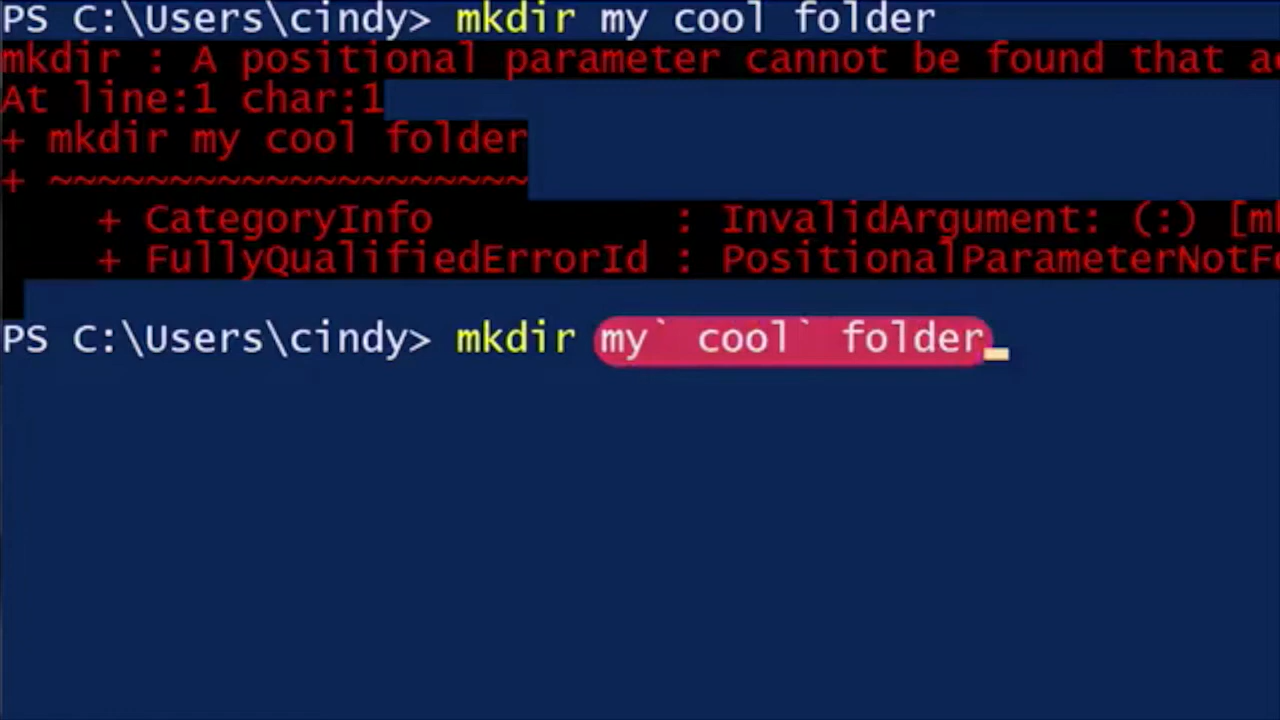 PS C:\Users\cindy> mkdir my cool folder
mkdir : A positional parameter cannot be found that
At line:1 char:1
+ mkdir my cool folder
+ ~~~~~~~~~~~~~~~~~~~~
    + CategoryInfo          : InvalidArgument: (:)
    + FullyQualifiedErrorId :
PS C:\Users\cindy> mkdir my` cool` folder